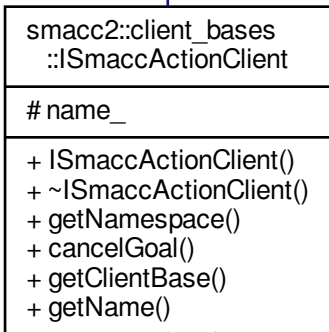 smacc2::client_bases
::ISmaccActionClient
# name_
+ ISmaccActionClient()
+ ~ISmaccActionClient()
+ getNamespace()
+ cancelGoal()
+ getClientBase()
+ getName()